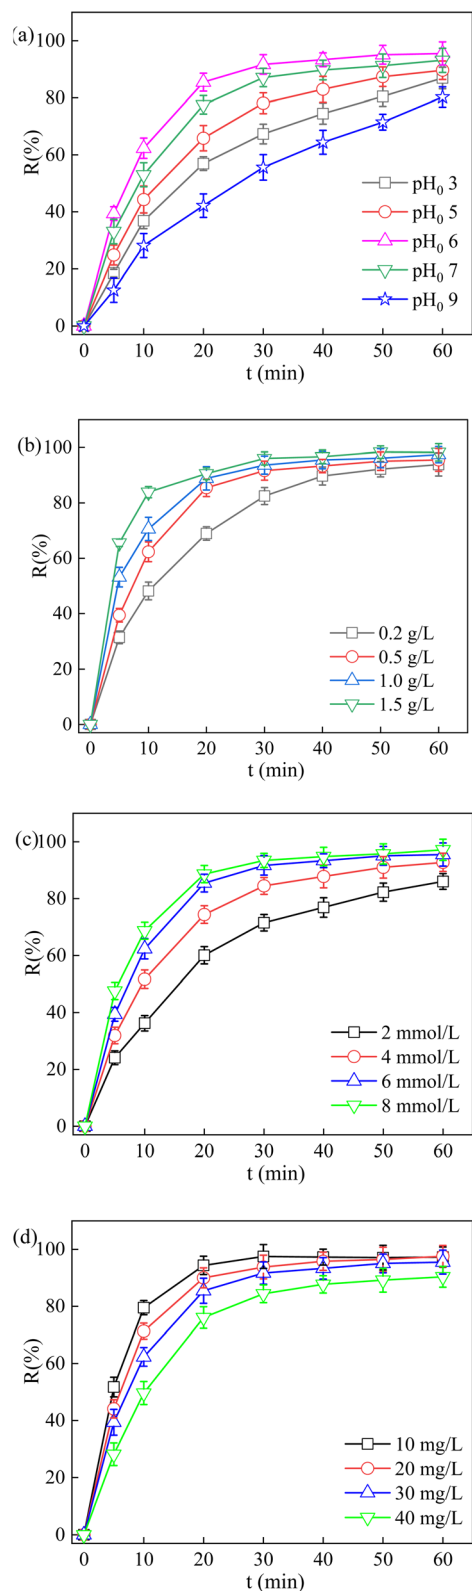 (a)
100
80
60
40
20
0
R(%)
pH₀ 3
pH₀ 5
pH₀ 6
pH₀ 7
pH₀ 9
0 10 20 30 40 50 60
t (min)
(b)
100
80
60
40
20
0
R(%)
0.2 g/L
0.5 g/L
1.0 g/L
1.5 g/L
0 10 20 30 40 50 60
t (min)
(c)
100
80
60
40
20
0
R(%)
2 mmol/L
4 mmol/L
6 mmol/L
8 mmol/L
0 10 20 30 40 50 60
t (min)
(d)
100
80
60
40
20
0
R(%)
10 mg/L
20 mg/L
30 mg/L
40 mg/L
0 10 20 30 40 50 60
t (min)